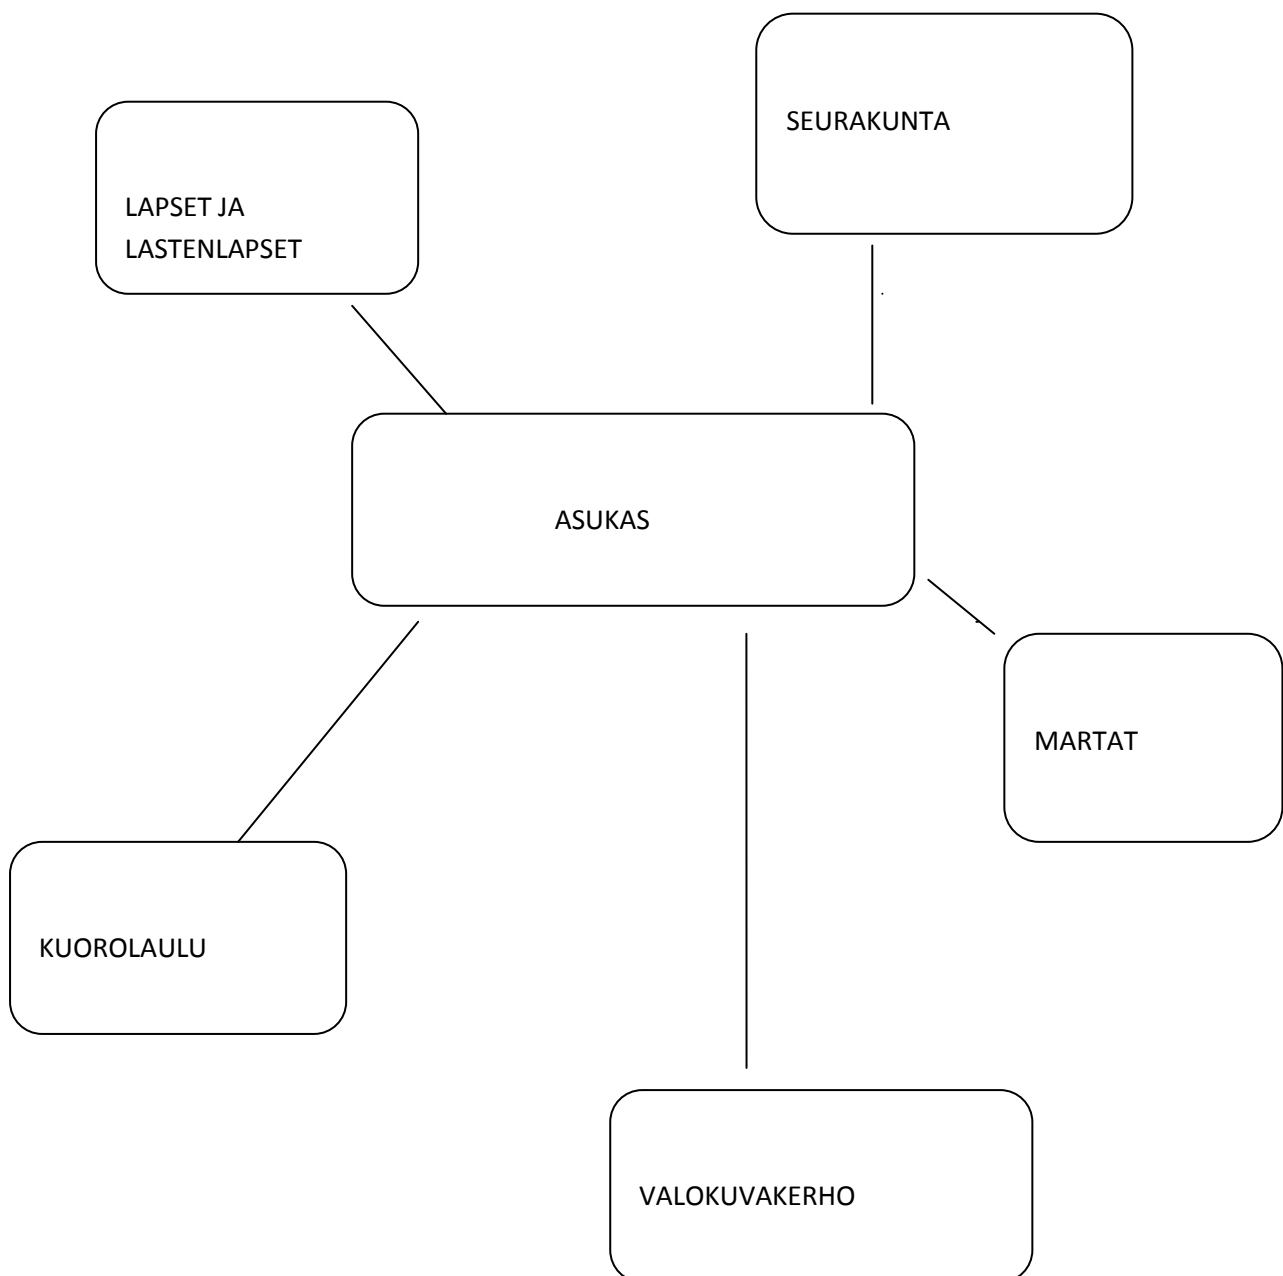 SEURAKUNTA
LAPSET JA
LASTENLAPSET
ASUKAS
MARTAT
KUOROLAULU
VALOKUVAKERHO